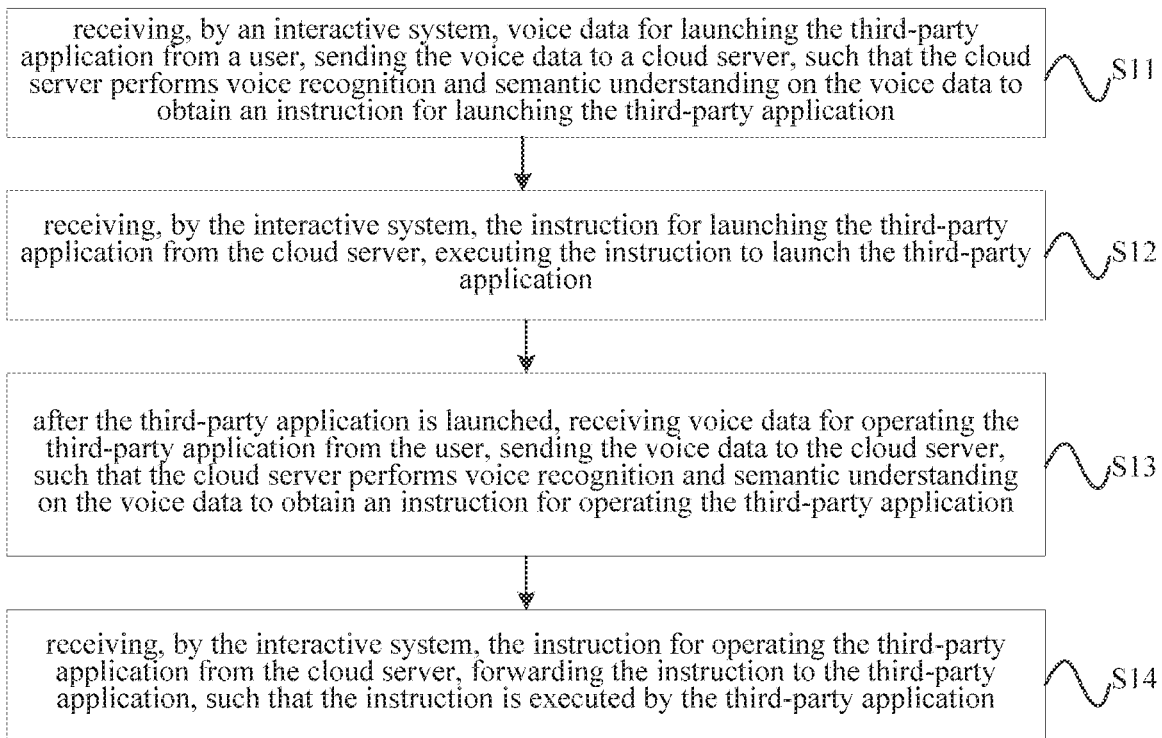 receiving, by an interactive system, voice data for launching the third-party
application from a user, sending the voice data to a cloud server, such that the cloud
server performs voice recognition and semantic understanding on the voice data to
obtain an instruction for launching the third-party application
S11
receiving, by the interactive system, the instruction for launching the third-party
application from the cloud server, executing the instruction to launch the third-party
application
S12
after the third-party application is launched, receiving voice data for operating the
third-party application from the user, sending the voice data to the cloud server,
such that the cloud server performs voice recognition and semantic understanding
on the voice data to obtain an instruction for operating the third-party application
S13
receiving, by the interactive system, the instruction for operating the third-party
application from the cloud server, forwarding the instruction to the third-party
application, such that the instruction is executed by the third-party application
S14